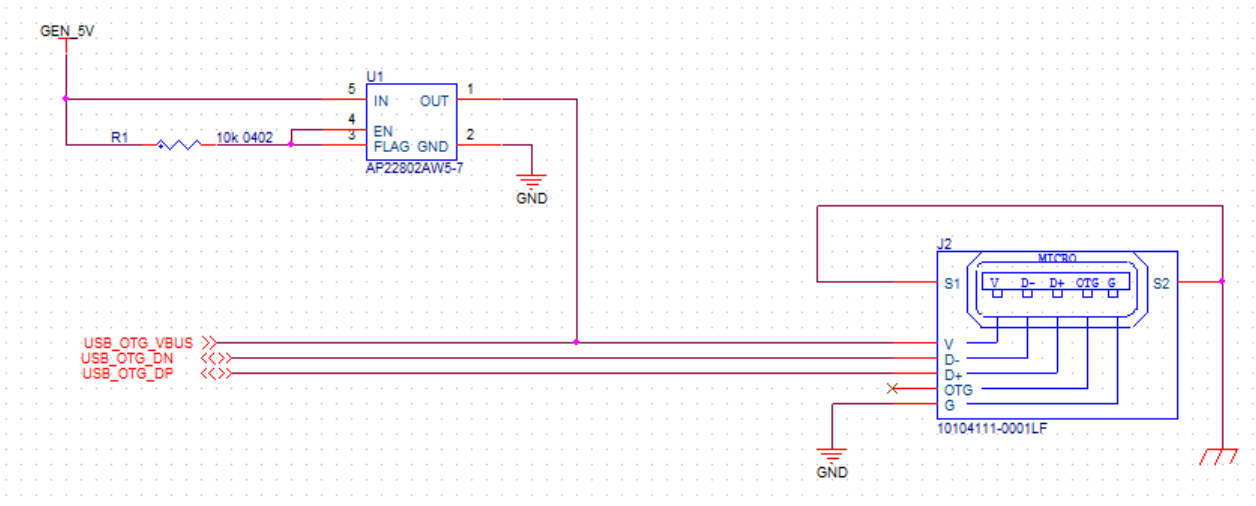 GEN_5V
U1
5 IN OUT 1
4 EN
3 FLAG GND 2
R1 10k 0402
AP22802AW5-7
GND
J2
MICRO
S1 V D- D+ OTG G S2
USB_OTG_VBUS V
USB_OTG_DN D-
USB_OTG_DP D+
OTG
G
10104111-0001LF
GND